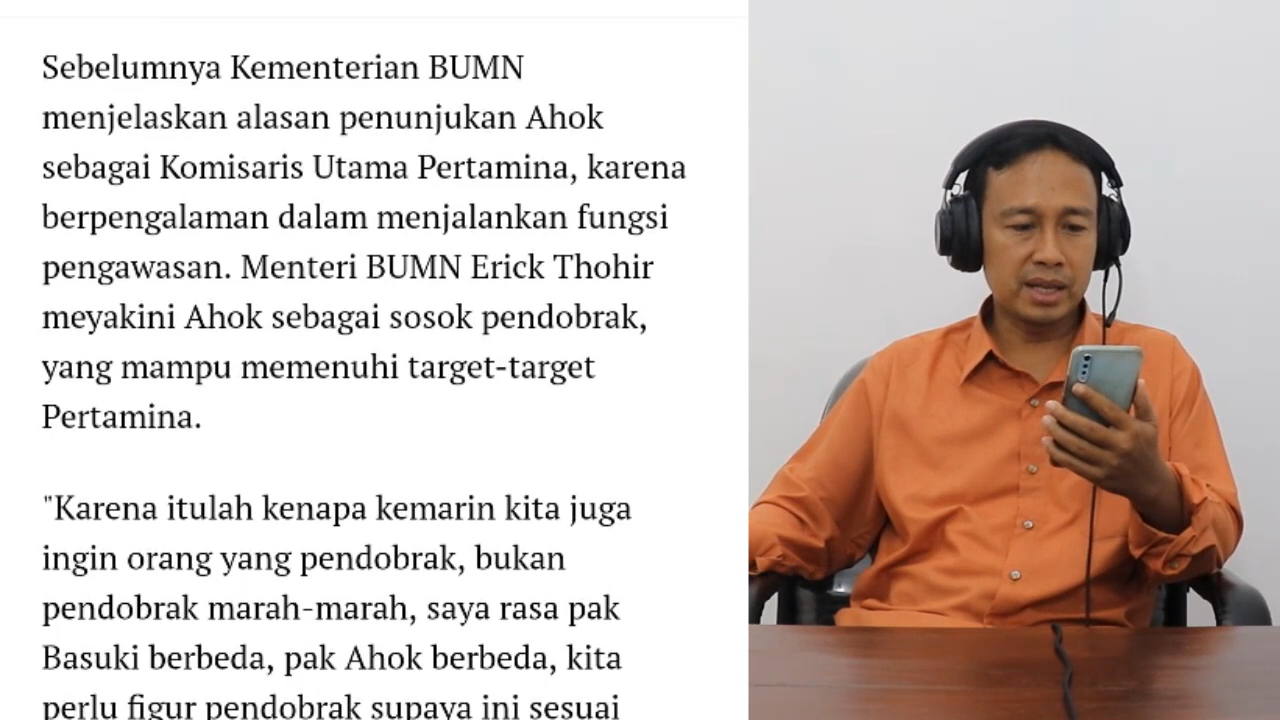 Sebelumnya Kementerian BUMN
menjelaskan alasan penunjukan Ahok
sebagai Komisaris Utama Pertamina, karena
berpengalaman dalam menjalankan fungsi
pengawasan. Menteri BUMN Erick Thohir
meyakini Ahok sebagai sosok pendobrak,
yang mampu memenuhi target-target
Pertamina.
"Karena itulah kenapa kemarin kita juga
ingin orang yang pendobrak, bukan
pendobrak marah-marah, saya rasa pak
Basuki berbeda, pak Ahok berbeda, kita
perlu figur pendobrak supaya ini sesuai